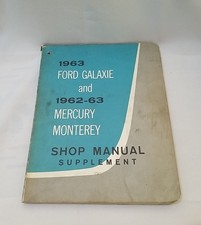 1963
FORD GALAXIE
and
1962-63
MERCURY
MONTEREY
SHOP MANUAL
SUPPLEMENT